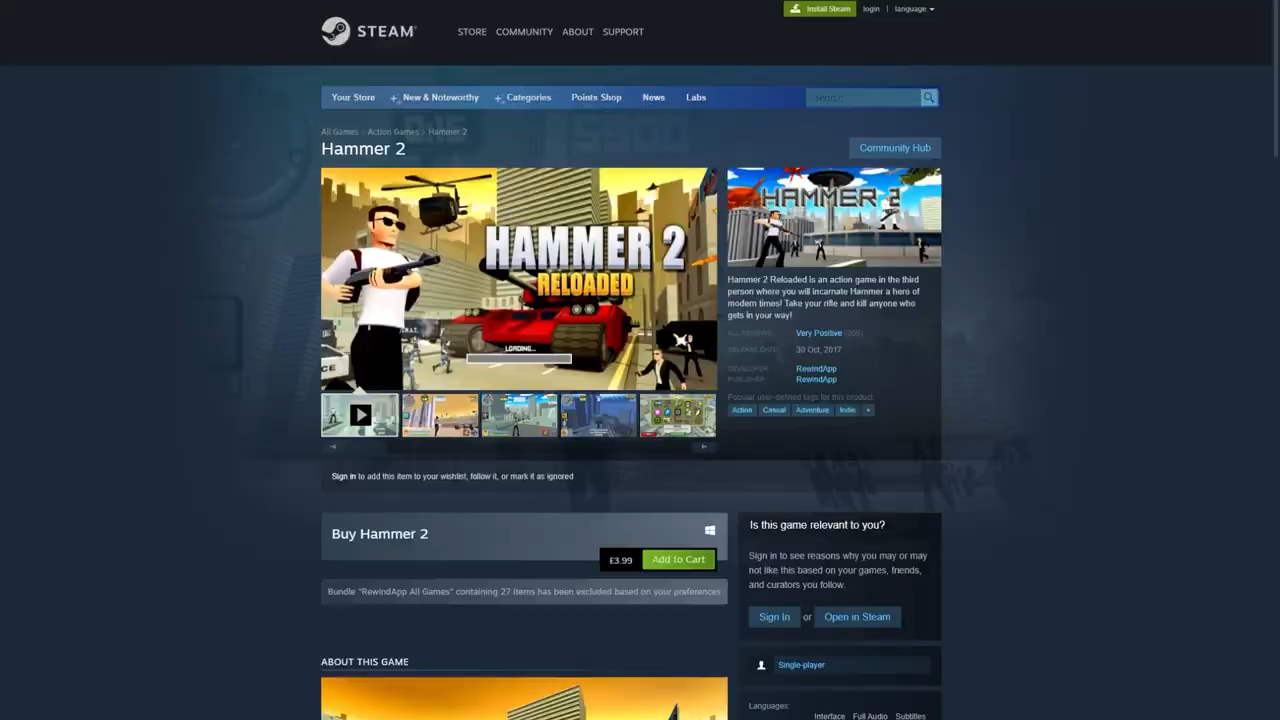 Install Steam login | language
STEAM
STORE COMMUNITY ABOUT SUPPORT
Your Store New & Noteworthy Categories Points Shop News Labs search
All Games > Action Games > Hammer 2
Hammer 2
Community Hub
HAMMER 2
RELOADED
LOADING...
HAMMER 2
Hammer 2 Reloaded is an action game in the third
person where you will incarnate Hammer a hero of
modern times! Take your rifle and kill anyone who
gets in your way!
ALL REVIEWS: Very Positive
RELEASE DATE: 30 Oct, 2017
DEVELOPER: RewindApp
PUBLISHER: RewindApp
Popular user-defined tags for this product:
Action Casual Adventure Indie +
Sign in to add this item to your wishlist, follow it, or mark it as ignored
Buy Hammer 2
£3.99 Add to Cart
Bundle "RewindApp All Games" containing 27 items has been excluded based on your preferences
Is this game relevant to you?
Sign in to see reasons why you may or may
not like this based on your games, friends,
and curators you follow.
Sign In or Open in Steam
ABOUT THIS GAME
Single-player
Languages:
Interface Full Audio Subtitles